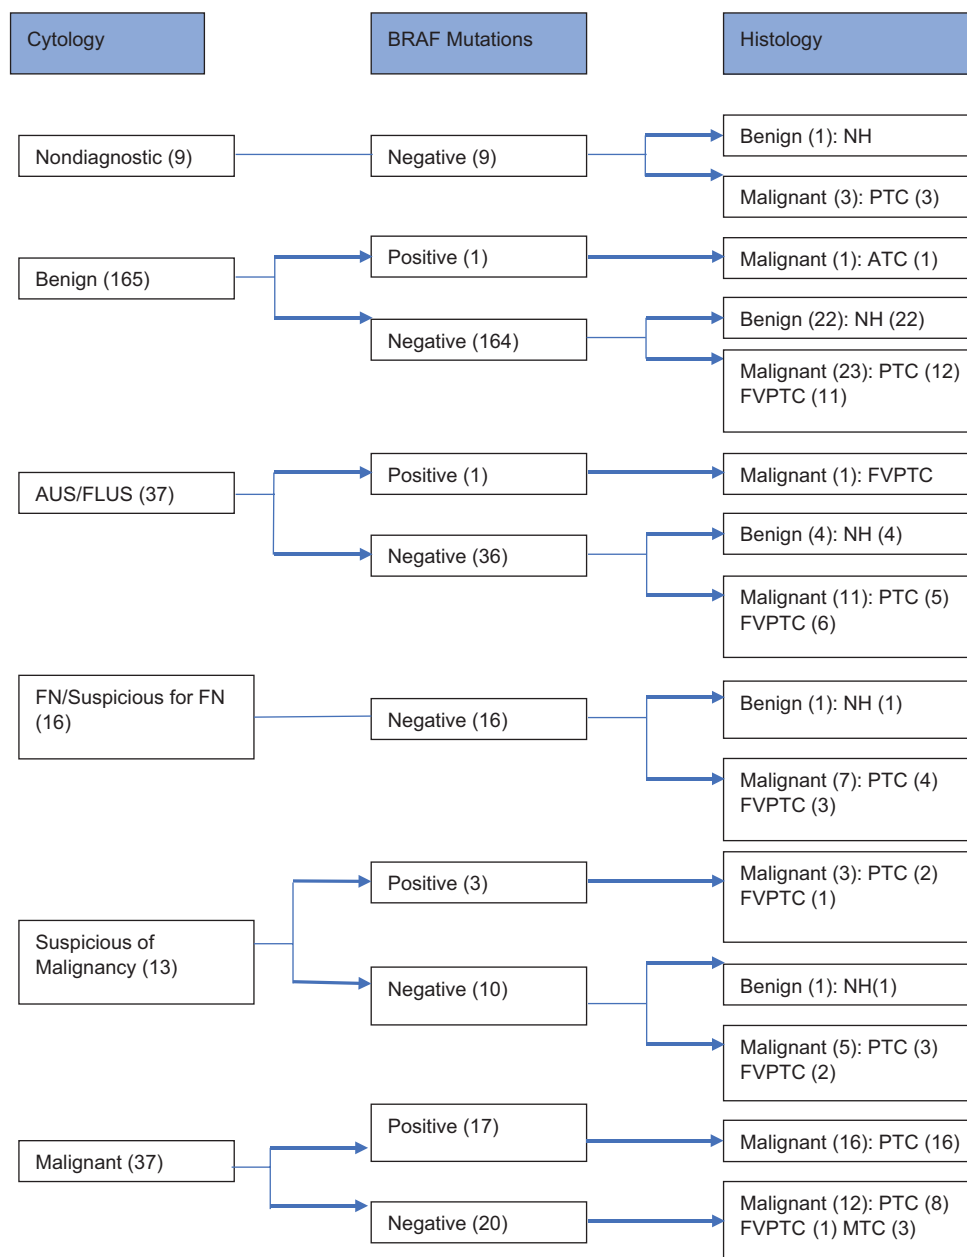 Cytology
BRAF Mutations
Histology
Nondiagnostic (9)
Negative (9)
Benign (1): NH
Malignant (3): PTC (3)
Benign (165)
Positive (1)
Malignant (1): ATC (1)
Negative (164)
Benign (22): NH (22)
Malignant (23): PTC (12)
FVPTC (11)
AUS/FLUS (37)
Positive (1)
Malignant (1): FVPTC
Negative (36)
Benign (4): NH (4)
Malignant (11): PTC (5)
FVPTC (6)
FN/Suspicious for FN
(16)
Negative (16)
Benign (1): NH (1)
Malignant (7): PTC (4)
FVPTC (3)
Suspicious of
Malignancy (13)
Positive (3)
Malignant (3): PTC (2)
FVPTC (1)
Negative (10)
Benign (1): NH(1)
Malignant (5): PTC (3)
FVPTC (2)
Malignant (37)
Positive (17)
Malignant (16): PTC (16)
Negative (20)
Malignant (12): PTC (8)
FVPTC (1) MTC (3)